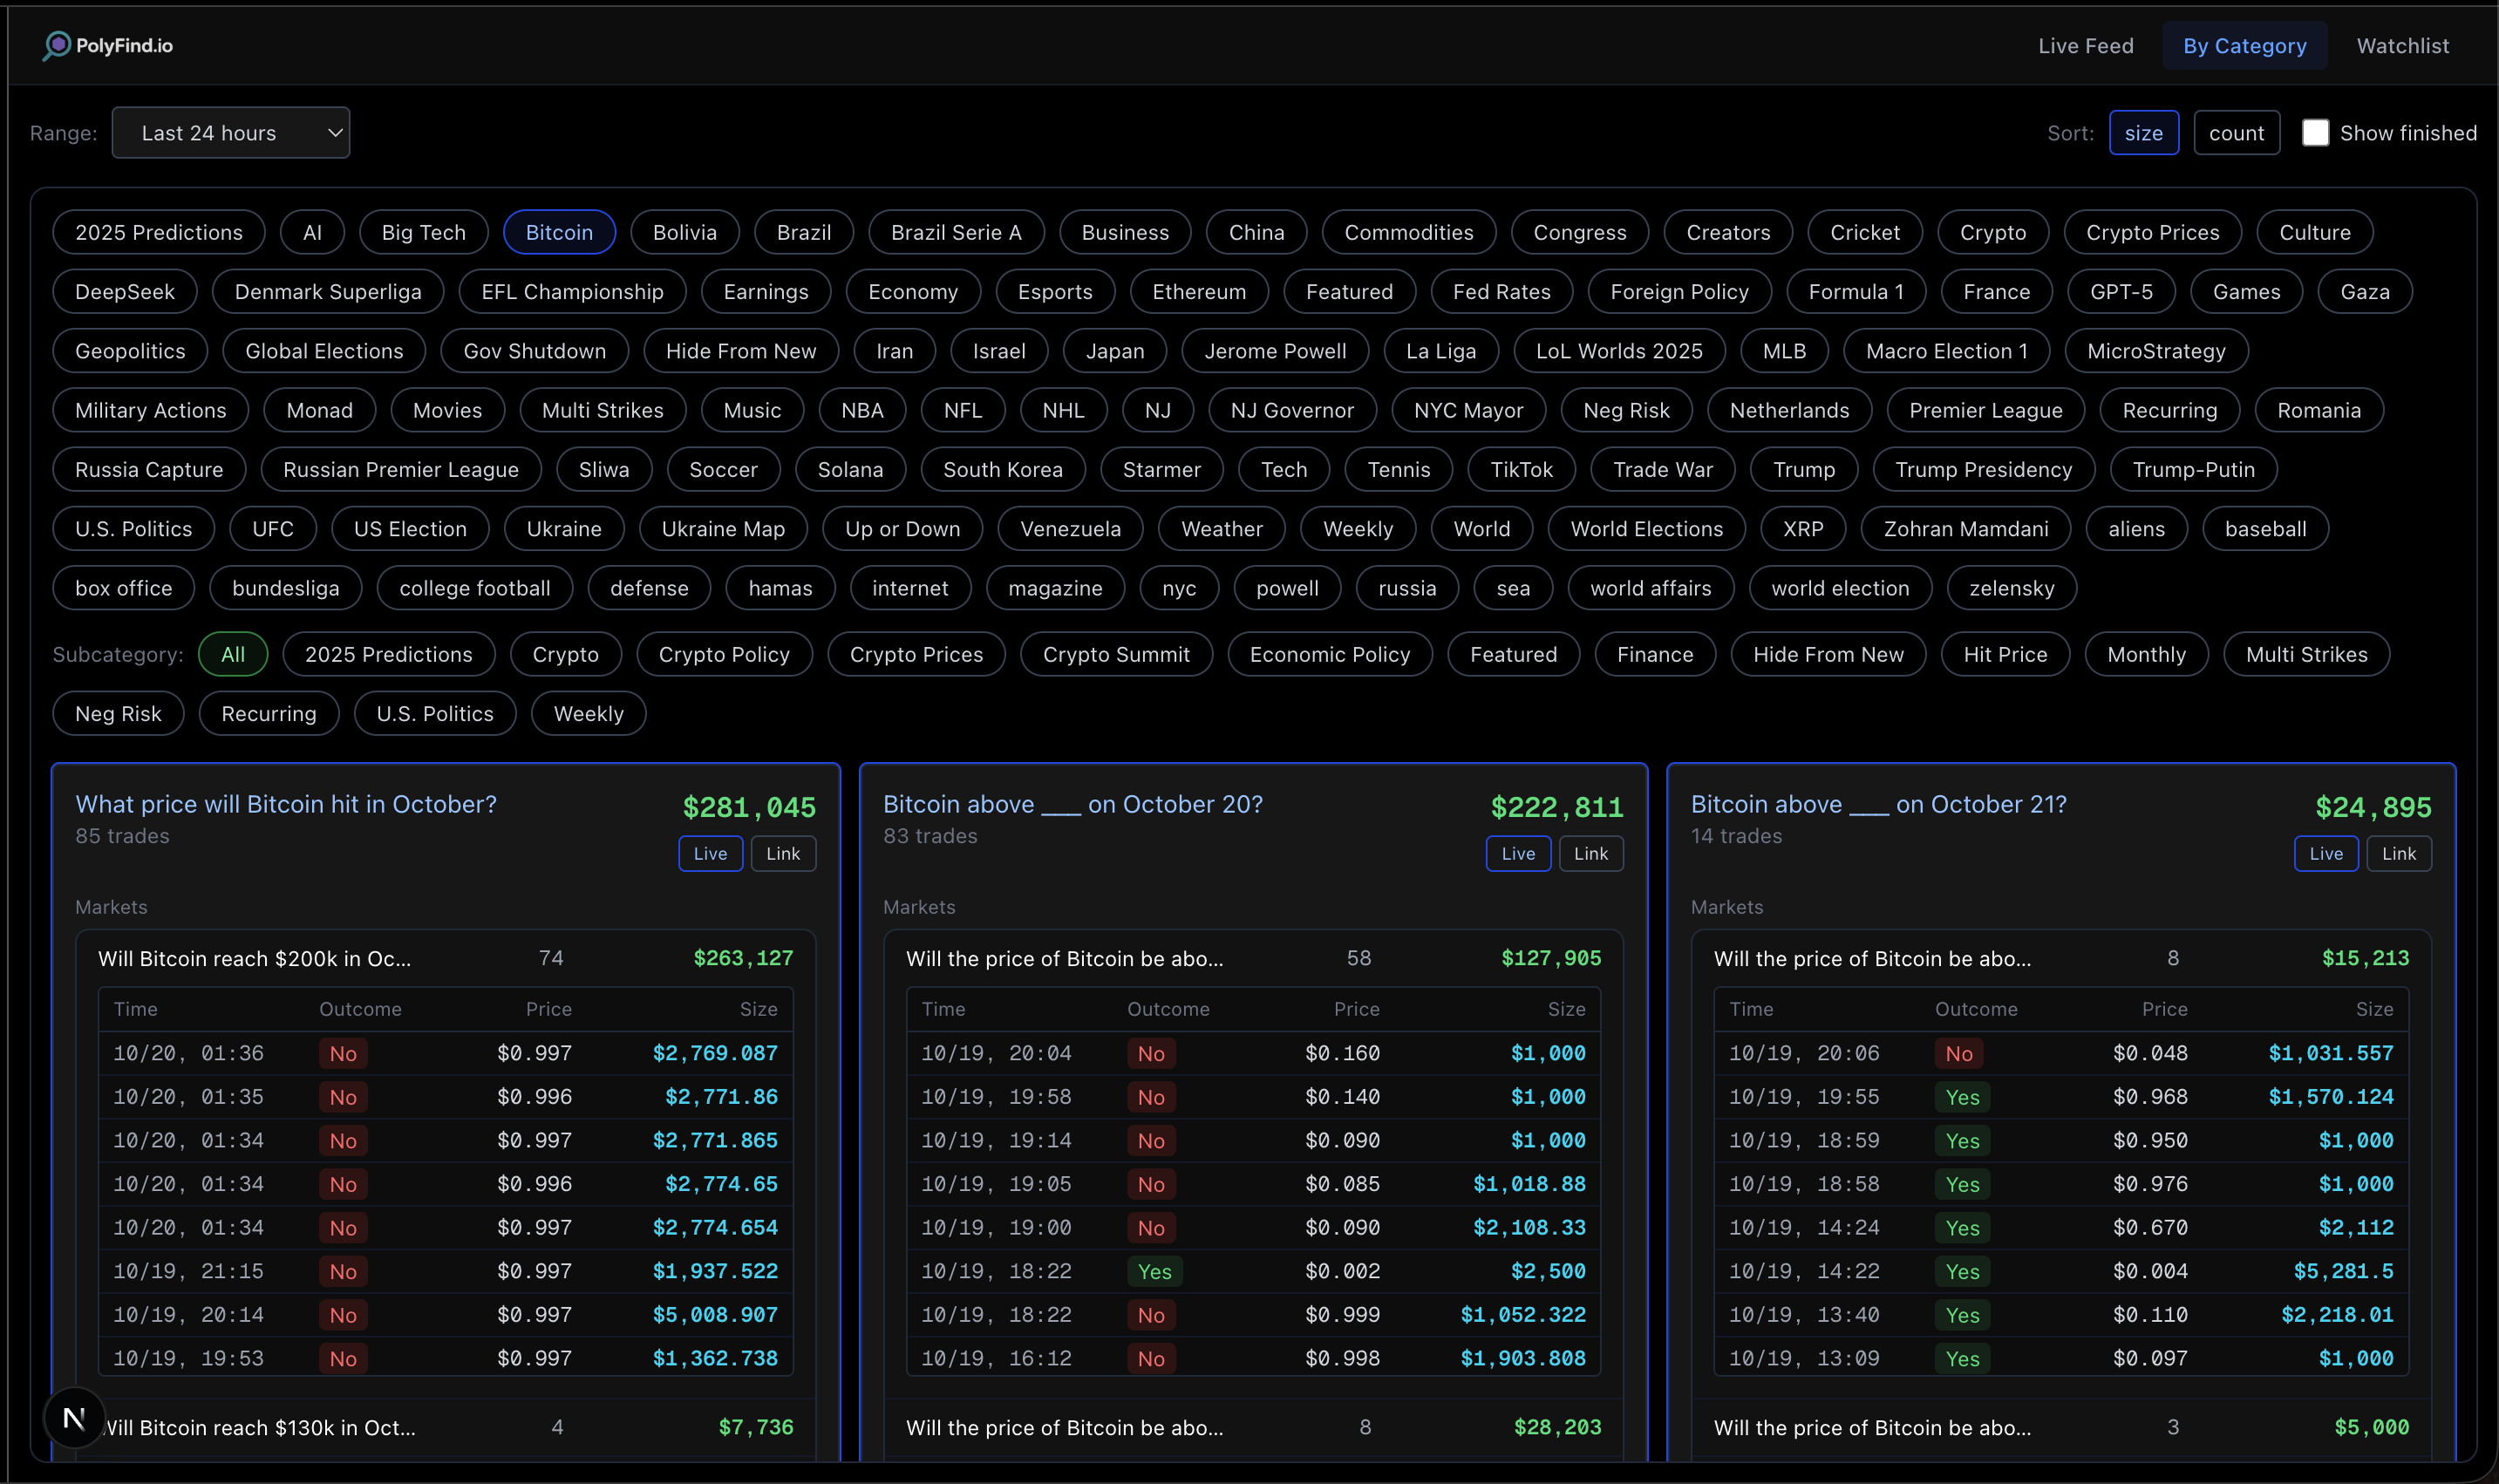 PolyFind.io Live Feed By Category Watchlist
Range: Last 24 hours Sort: size count Show finished
2025 Predictions AI Big Tech Bitcoin Bolivia Brazil Brazil Serie A Business China Commodities Congress Creators Cricket Crypto Crypto Prices Culture
DeepSeek Denmark Superliga EFL Championship Earnings Economy Esports Ethereum Featured Fed Rates Foreign Policy Formula 1 France GPT-5 Games Gaza
Geopolitics Global Elections Gov Shutdown Hide From New Iran Israel Japan Jerome Powell La Liga LoL Worlds 2025 MLB Macro Election 1 MicroStrategy
Military Actions Monad Movies Multi Strikes Music NBA NFL NHL NJ NJ Governor NYC Mayor Neg Risk Netherlands Premier League Recurring Romania
Russia Capture Russian Premier League Sliwa Soccer Solana South Korea Starmer Tech Tennis TikTok Trade War Trump Trump Presidency Trump-Putin
U.S. Politics UFC US Election Ukraine Ukraine Map Up or Down Venezuela Weather Weekly World World Elections XRP Zohran Mamdani aliens baseball
box office bundesliga college football defense hamas internet magazine nyc powell russia sea world affairs world election zelensky
Subcategory: All 2025 Predictions Crypto Crypto Policy Crypto Prices Crypto Summit Economic Policy Featured Finance Hide From New Hit Price Monthly Multi Strikes
Neg Risk Recurring U.S. Politics Weekly
What price will Bitcoin hit in October? $281,045
85 trades
Live Link
Markets
Will Bitcoin reach $200k in Oc... 74 $263,127
Time Outcome Price Size
10/20, 01:36 No $0.997 $2,769.087
10/20, 01:35 No $0.996 $2,771.86
10/20, 01:34 No $0.997 $2,771.865
10/20, 01:34 No $0.996 $2,774.65
10/20, 01:34 No $0.997 $2,774.654
10/19, 21:15 No $0.997 $1,937.522
10/19, 20:14 No $0.997 $5,008.907
10/19, 19:53 No $0.997 $1,362.738
Will Bitcoin reach $130k in Oct... 4 $7,736
N
Bitcoin above ___ on October 20? $222,811
83 trades
Live Link
Markets
Will the price of Bitcoin be abo... 58 $127,905
Time Outcome Price Size
10/19, 20:04 No $0.160 $1,000
10/19, 19:58 No $0.140 $1,000
10/19, 19:14 No $0.090 $1,000
10/19, 19:05 No $0.085 $1,018.88
10/19, 19:00 No $0.090 $2,108.33
10/19, 18:22 Yes $0.002 $2,500
10/19, 18:22 No $0.999 $1,052.322
10/19, 16:12 No $0.998 $1,903.808
Will the price of Bitcoin be abo... 8 $28,203
Bitcoin above ___ on October 21? $24,895
14 trades
Live Link
Markets
Will the price of Bitcoin be abo... 8 $15,213
Time Outcome Price Size
10/19, 20:06 No $0.048 $1,031.557
10/19, 19:55 Yes $0.968 $1,570.124
10/19, 18:59 Yes $0.950 $1,000
10/19, 18:58 Yes $0.976 $1,000
10/19, 14:24 Yes $0.670 $2,112
10/19, 14:22 Yes $0.004 $5,281.5
10/19, 13:40 Yes $0.110 $2,218.01
10/19, 13:09 Yes $0.097 $1,000
Will the price of Bitcoin be abo... 3 $5,000